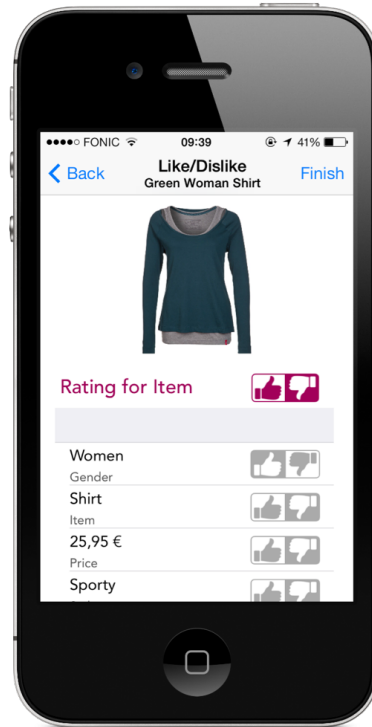 FONIC 09:39 41%
Back Like/Dislike Finish
Green Woman Shirt
Rating for Item
Women
Gender
Shirt
Item
25,95 €
Price
Sporty